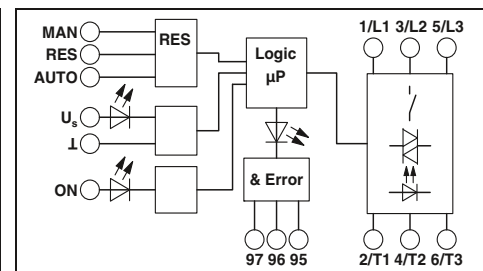 MAN
RES
AUTO
RES
Us
⊥
ON
Logic
µP
& Error
97 96 95
1/L1 3/L2 5/L3
2/T1 4/T2 6/T3